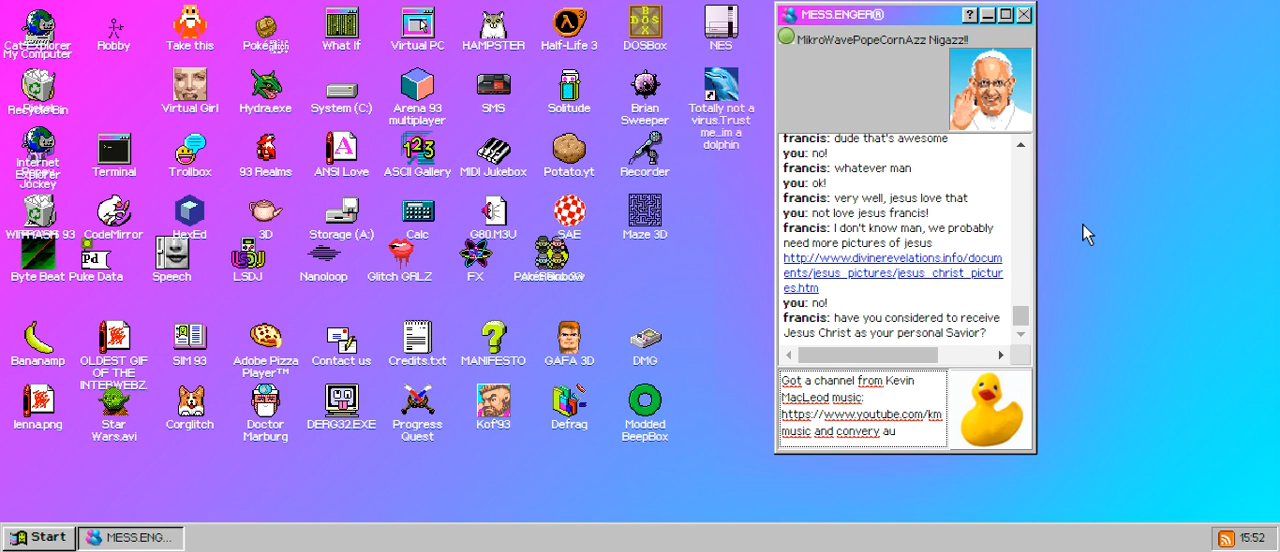 MESS.ENGER®
MikroWavePopeCornAzz Nigazz!!
francis: dude that's awesome
you: no!
francis: whatever man
you: ok!
francis: very well, jesus love that
you: not love jesus francis!
francis: I don't know man, we probably
need more pictures of jesus
http://www.divinerevelations.info/docum
ents/jesus_pictures/jesus_christ_pictur
es.htm
you: no!
francis: have you considered to receive
Jesus Christ as your personal Savior?
Got a channel from Kevin
MacLeod music:
https://www.youtube.com/km
music and convery au
My Computer
Robby
Take this
What If
Virtual PC
HAMPSTER
Half-Life 3
DOSBox
NES
Virtual Girl
Hydra.exe
System (C:)
Arena 93
multiplayer
SMS
Solitude
Brian
Sweeper
Totally not a
virus.Trust
me...im a
dolphin
Internet
Explorer
Jockey
Terminal
Trollbox
93 Realms
ANSI Love
ASCII Gallery
MIDI Jukebox
Potato.yt
Recorder
CodeMirror
HexEd
3D
Storage (A:)
Calc
G80.M3U
SAE
Maze 3D
Byte Beat
Puke Data
Speech
LSDJ
Nanoloop
Glitch GRLZ
FX
Bananamp
OLDEST GIF
OF THE
INTERWEBZ
SIM 93
Adobe Pizza
Player™
Contact us
Credits.txt
MANIFESTO
GAFA 3D
DMG
lenna.png
Star
Wars.avi
Corglitch
Doctor
Marburg
DERG32.EXE
Progress
Quest
Kof'93
Defrag
Modded
BeepBox
Start
MESS.ENG...
15:52